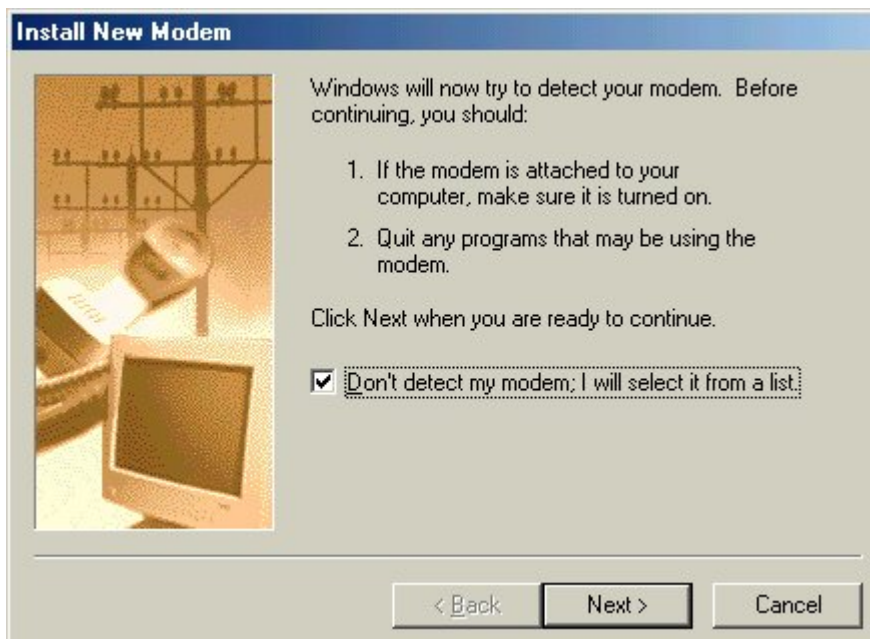 Install New Modem
Windows will now try to detect your modem.  Before
continuing, you should:
1.  If the modem is attached to your
computer, make sure it is turned on.
2.  Quit any programs that may be using the
modem.
Click Next when you are ready to continue.
Don't detect my modem; I will select it from a list.
< Back
Next >
Cancel